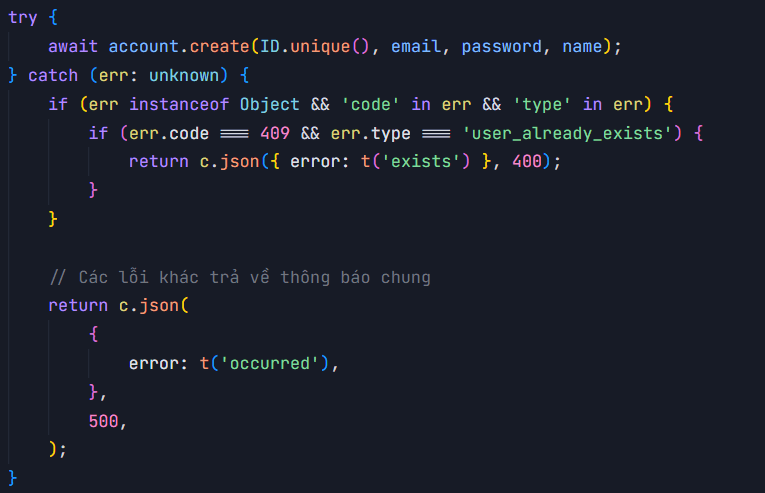 try {
    await account.create(ID.unique(), email, password, name);
} catch (err: unknown) {
    if (err instanceof Object && 'code' in err && 'type' in err) {
        if (err.code === 409 && err.type === 'user_already_exists') {
            return c.json({ error: t('exists') }, 400);
        }
    }

    // Các lỗi khác trả về thông báo chung
    return c.json(
        {
            error: t('occurred'),
        },
        500,
    );
}